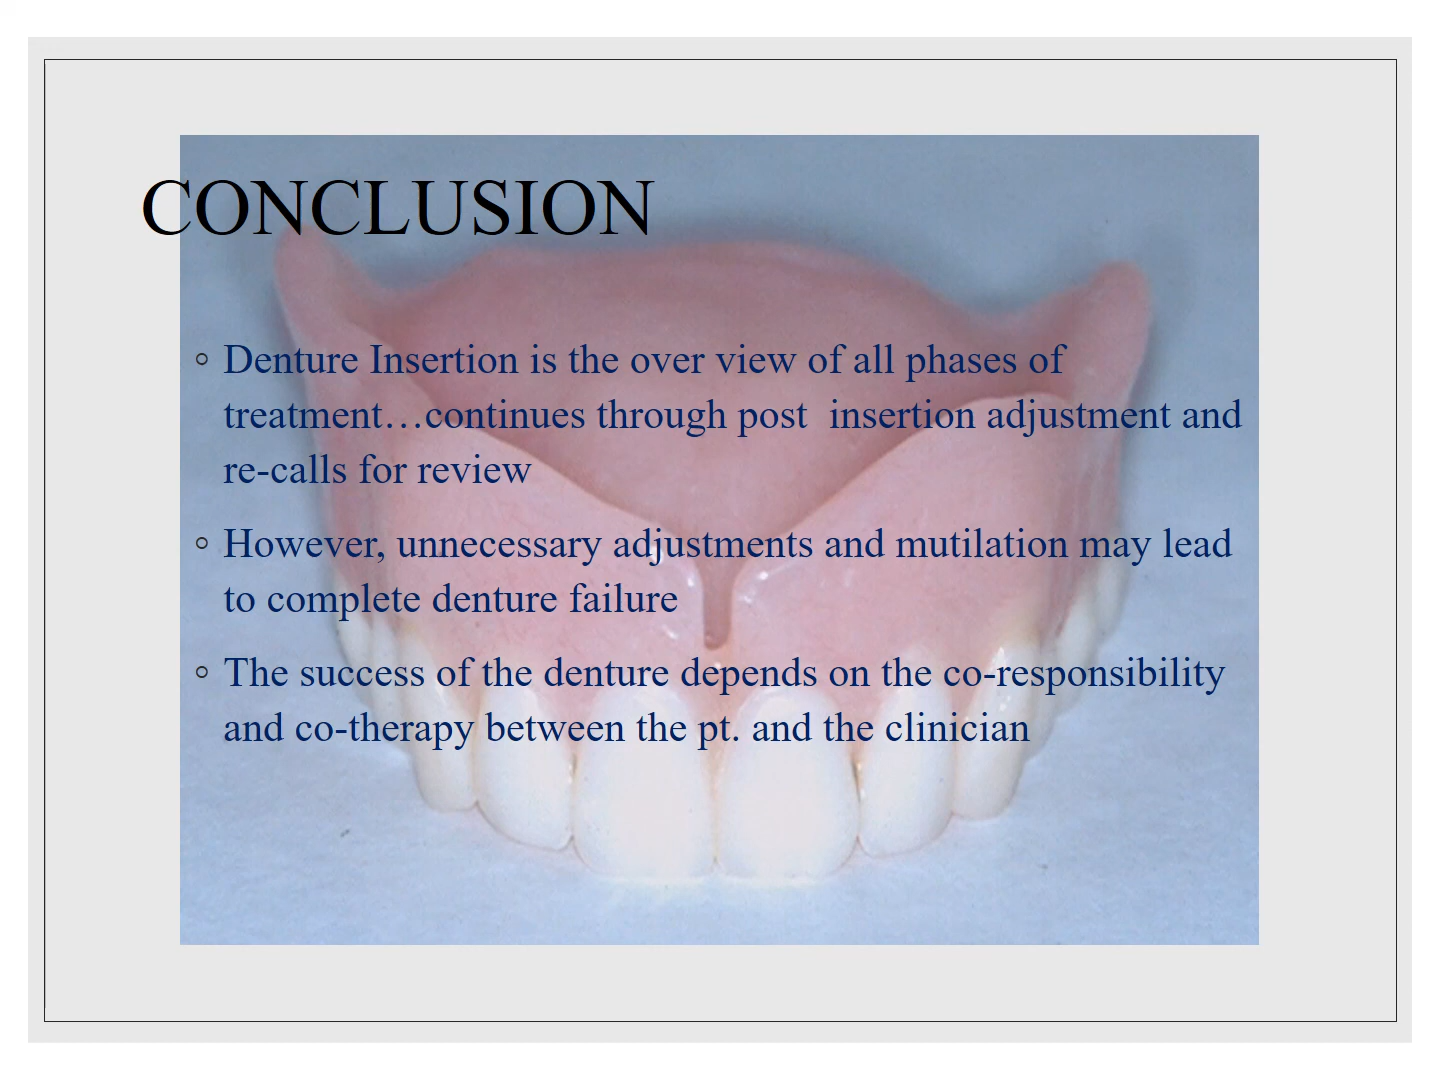 CONCLUSION
◦ Denture Insertion is the over view of all phases of
treatment…continues through post  insertion adjustment and
re-calls for review
◦ However, unnecessary adjustments and mutilation may lead
to complete denture failure
◦ The success of the denture depends on the co-responsibility
and co-therapy between the pt. and the clinician